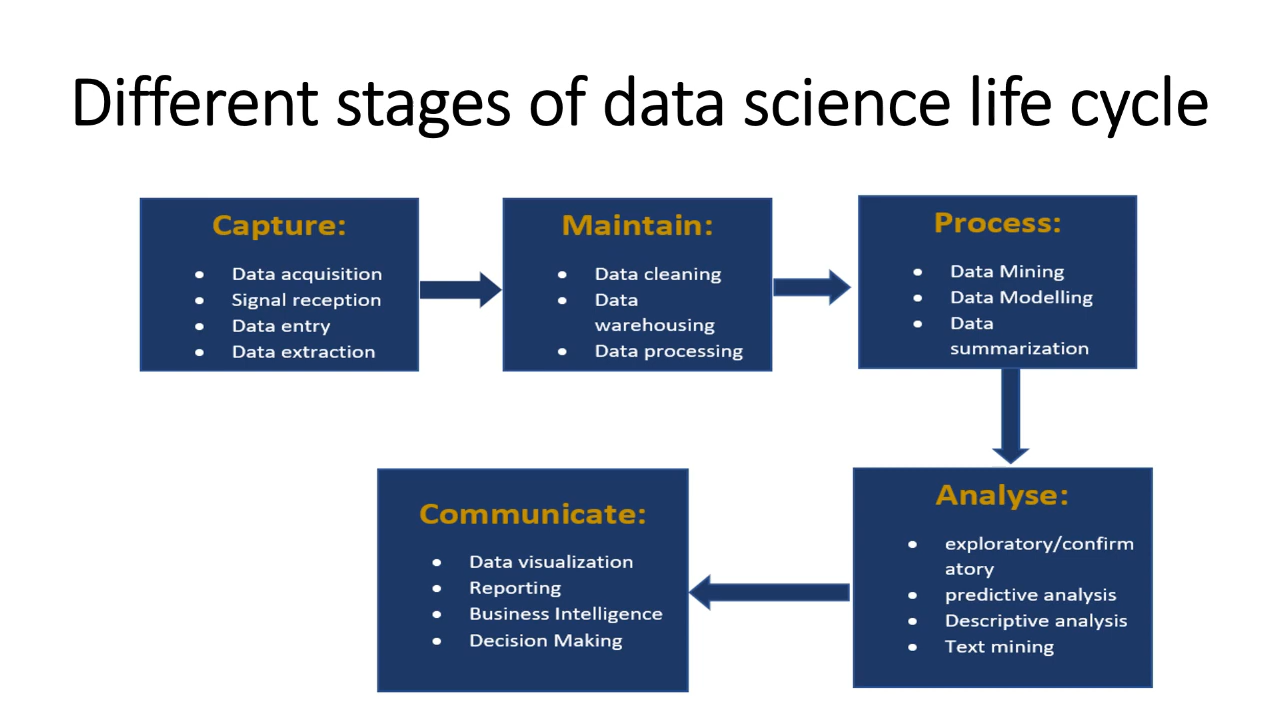 Different stages of data science life cycle
Capture:
• Data acquisition
• Signal reception
• Data entry
• Data extraction
Maintain:
• Data cleaning
• Data
warehousing
• Data processing
Process:
• Data Mining
• Data Modelling
• Data
summarization
Analyse:
• exploratory/confirm
atory
• predictive analysis
• Descriptive analysis
• Text mining
Communicate:
• Data visualization
• Reporting
• Business Intelligence
• Decision Making